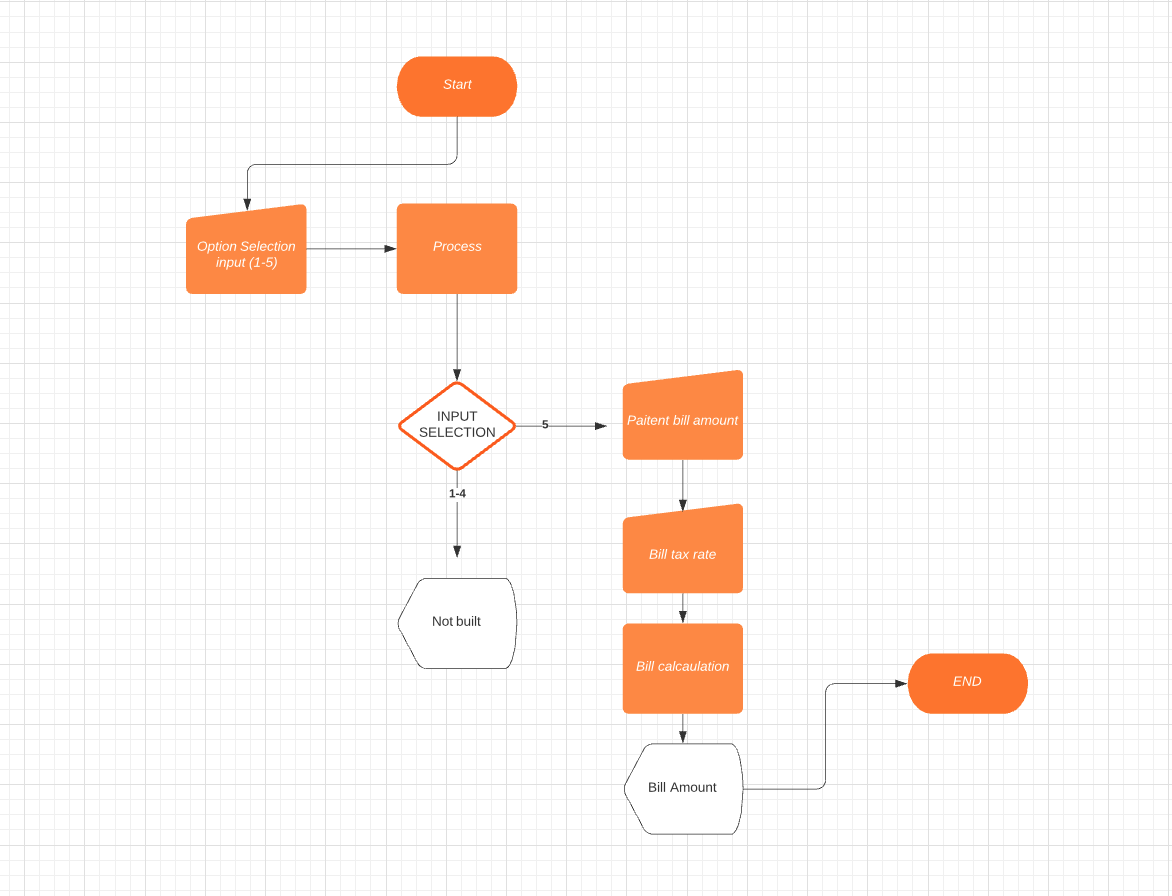 Start
Option Selection
input (1-5)
Process
INPUT
SELECTION
5
Paitent bill amount
1-4
Bill tax rate
Not built
Bill calcaulation
END
Bill Amount